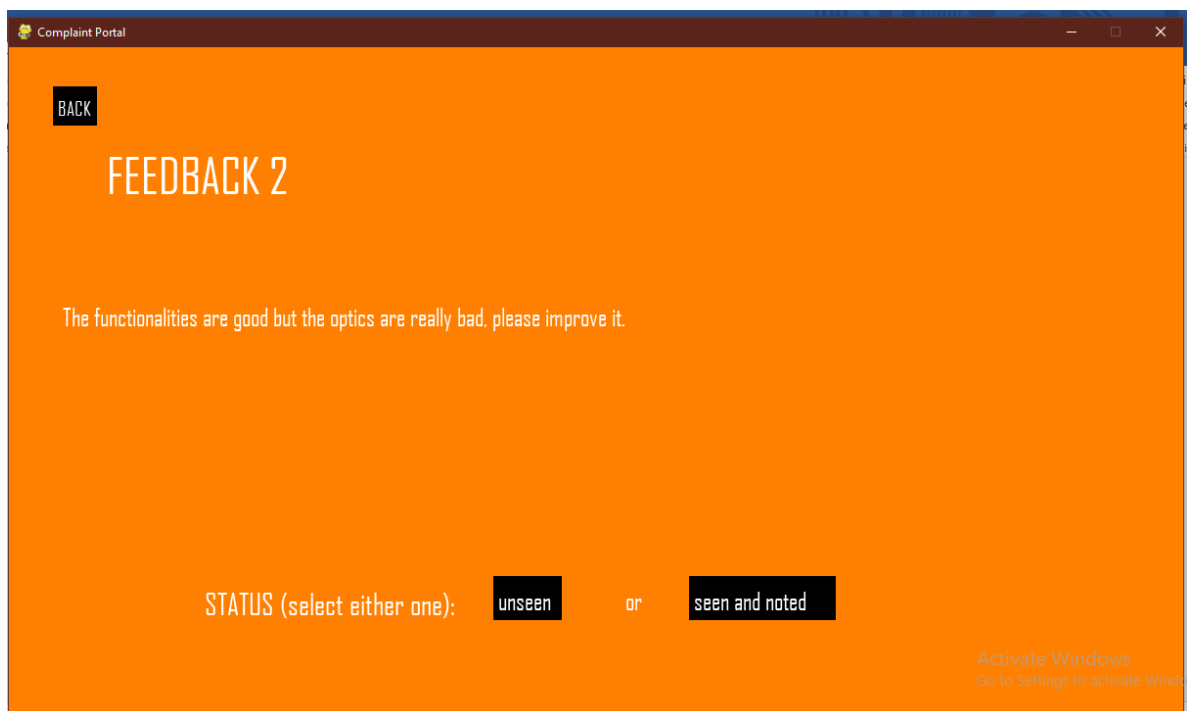 Complaint Portal
BACK
FEEDBACK 2
The functionalities are good but the optics are really bad, please improve it.
STATUS (select either one): unseen or seen and noted
Activate Windows
Go to Settings to activate Windo